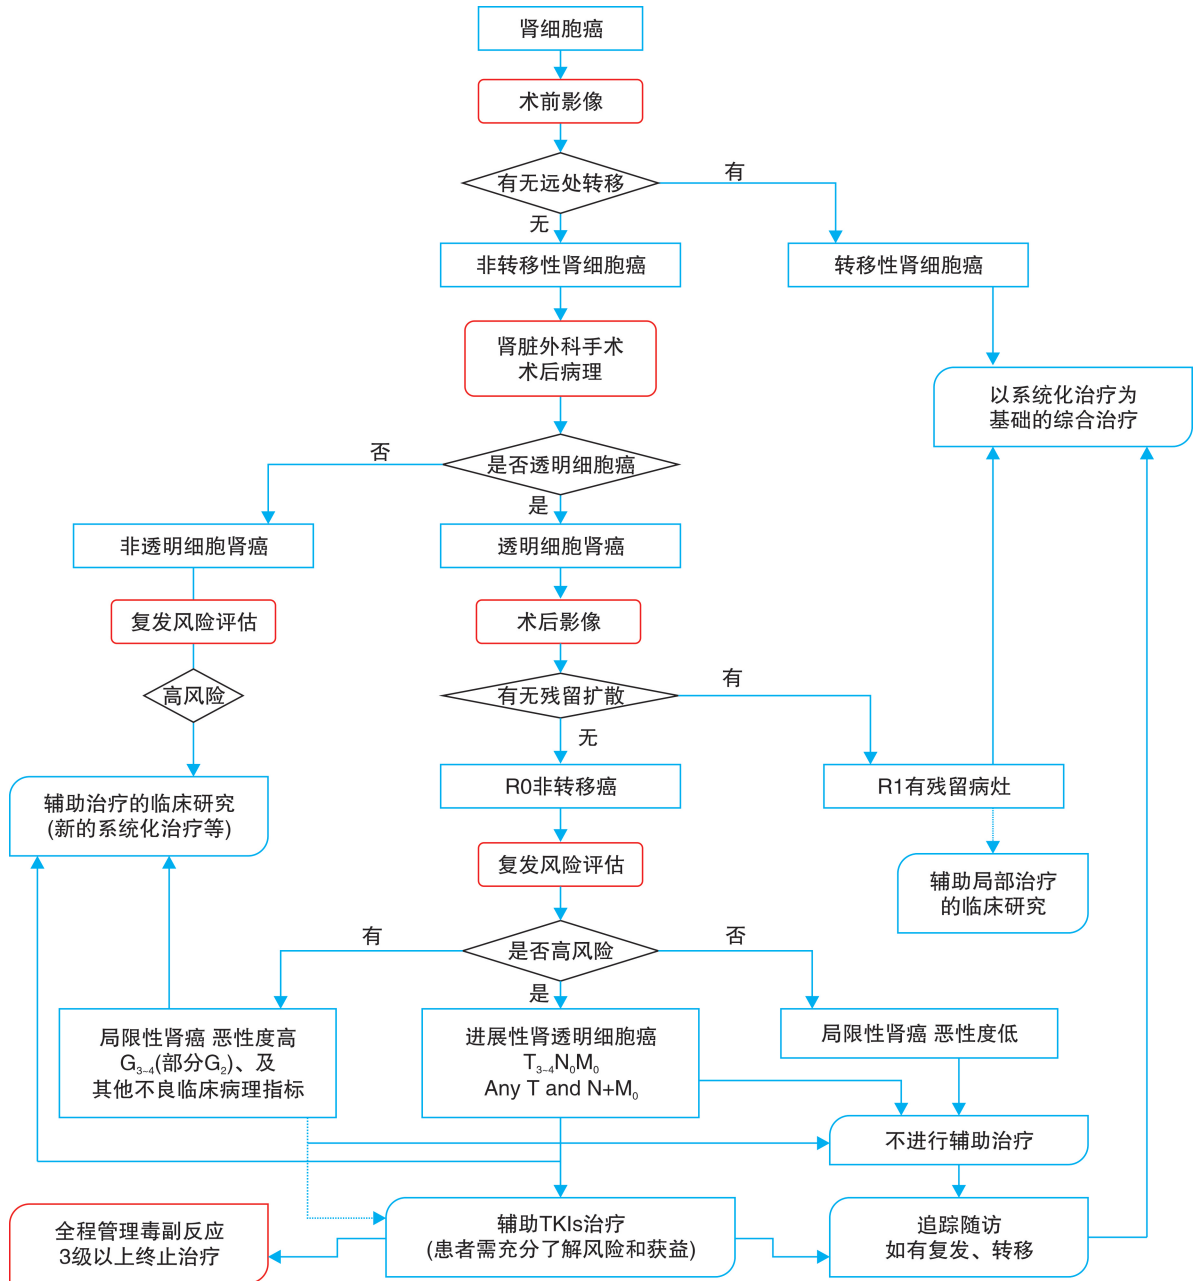 肾细胞癌
术前影像
有无远处转移
有
无
非转移性肾细胞癌
转移性肾细胞癌
肾脏外科手术
术后病理
以系统化治疗为
基础的综合治疗
否
是否透明细胞癌
是
非透明细胞肾癌
透明细胞肾癌
复发风险评估
术后影像
高风险
有无残留扩散
有
无
辅助治疗的临床研究
(新的系统化治疗等)
R0非转移癌
R1有残留病灶
复发风险评估
辅助局部治疗
的临床研究
有
是否高风险
否
是
局限性肾癌 恶性度高
G₃~₄(部分G₂)、及
其他不良临床病理指标
进展性肾透明细胞癌
T₃~₄N₀M₀
Any T and N+M₀
局限性肾癌 恶性度低
不进行辅助治疗
全程管理毒副反应
3级以上终止治疗
辅助TKIs治疗
(患者需充分了解风险和获益)
追踪随访
如有复发、转移